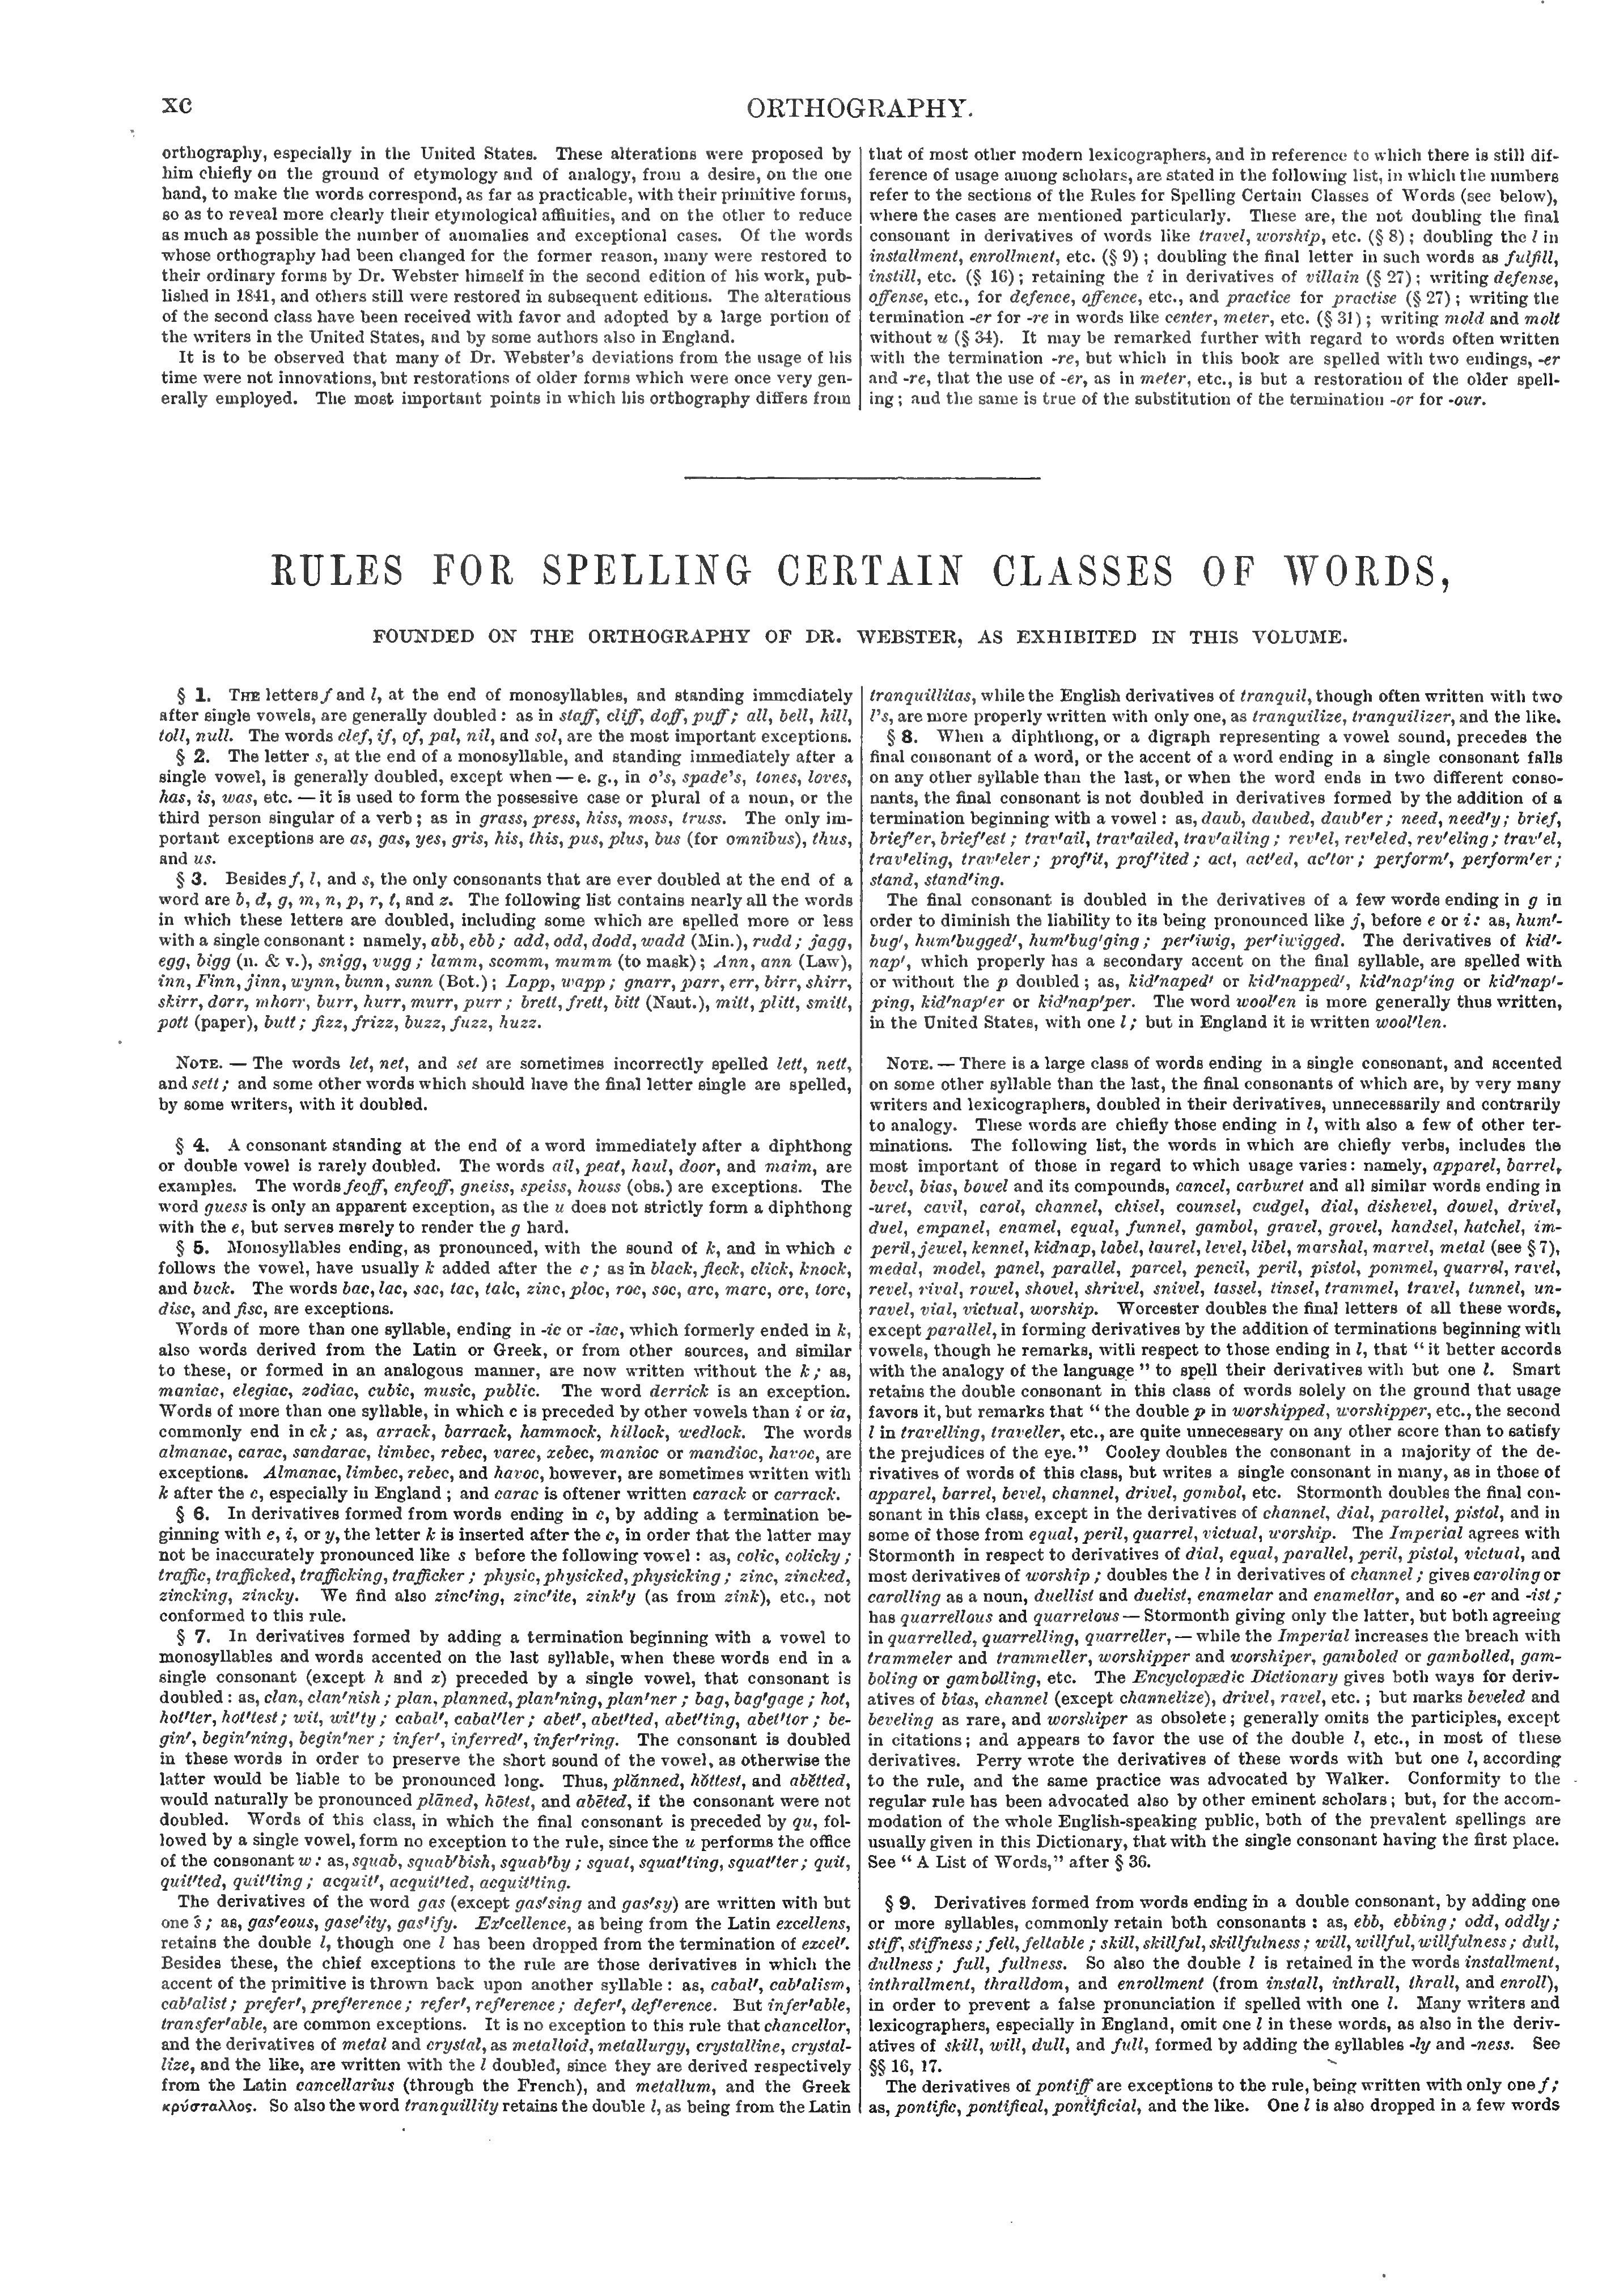 XC
ORTHOGRAPHY.
orthography, especially in the United States. These alterations were proposed by
him chiefly on the ground of etymology and of analogy, from a desire, on the one
hand, to make the words correspond, as far as practicable, with their primitive forms,
so as to reveal more clearly their etymological affinities, and on the other to reduce
as much as possible the number of anomalies and exceptional cases. Of the words
whose orthography had been changed for the former reason, many were restored to
their ordinary forms by Dr. Webster himself in the second edition of his work, pub-
lished in 1841, and others still were restored in subsequent editions. The alterations
of the second class have been received with favor and adopted by a large portion of
the writers in the United States, and by some authors also in England.
It is to be observed that many of Dr. Webster's deviations from the usage of his
time were not innovations, but restorations of older forms which were once very gen-
erally employed. The most important points in which his orthography differs from
that of most other modern lexicographers, and in reference to which there is still dif-
ference of usage among scholars, are stated in the following list, in which the numbers
refer to the sections of the Rules for Spelling Certain Classes of Words (see below),
where the cases are mentioned particularly. These are, the not doubling the final
consonant in derivatives of words like travel, worship, etc. (§ 8); doubling the l in
installment, enrollment, etc. (§ 9); doubling the final letter in such words as fulfill,
instill, etc. (§ 16); retaining the i in derivatives of villain (§ 27); writing defense,
offense, etc., for defence, offence, etc., and practice for practise (§ 27); writing the
termination -er for -re in words like center, meter, etc. (§ 31); writing mold and molt
without u (§ 34). It may be remarked further with regard to words often written
with the termination -re, but which in this book are spelled with two endings, -er
and -re, that the use of -er, as in meter, etc., is but a restoration of the older spell-
ing; and the same is true of the substitution of the termination -or for -our.
RULES FOR SPELLING CERTAIN CLASSES OF WORDS,
FOUNDED ON THE ORTHOGRAPHY OF DR. WEBSTER, AS EXHIBITED IN THIS VOLUME.
§ 1. THE letters f and l, at the end of monosyllables, and standing immediately
after single vowels, are generally doubled: as in staff, cliff, doff, puff; all, bell, hill,
toll, null. The words clef, if, of, pal, nil, and sol, are the most important exceptions.
§ 2. The letter s, at the end of a monosyllable, and standing immediately after a
single vowel, is generally doubled, except when — e. g., in o's, spade's, tones, loves,
has, is, was, etc. — it is used to form the possessive case or plural of a noun, or the
third person singular of a verb; as in grass, press, hiss, moss, truss. The only im-
portant exceptions are as, gas, yes, gris, his, this, pus, plus, bus (for omnibus), thus,
and us.
§ 3. Besides f, l, and s, the only consonants that are ever doubled at the end of a
word are b, d, g, m, n, p, r, t, and z. The following list contains nearly all the words
in which these letters are doubled, including some which are spelled more or less
with a single consonant: namely, abb, ebb; add, odd, dodd, wadd (Min.), rudd; jagg,
egg, bigg (n. & v.), snigg, vugg; lamm, scomm, mumm (to mask); Ann, ann (Law),
inn, Finn, jinn, wynn, bunn, sunn (Bot.); Lapp, wapp; gnarr, parr, err, birr, shirr,
skirr, dorr, mhorr, burr, hurr, murr, purr; brett, frett, bitt (Naut.), mitt, plitt, smitt,
pott (paper), butt; fizz, frizz, buzz, fuzz, huzz.
NOTE. — The words let, net, and set are sometimes incorrectly spelled lett, nett,
and sett; and some other words which should have the final letter single are spelled,
by some writers, with it doubled.
§ 4. A consonant standing at the end of a word immediately after a diphthong
or double vowel is rarely doubled. The words ail, peat, haul, door, and maim, are
examples. The words feoff, enfeoff, gneiss, speiss, houss (obs.) are exceptions. The
word guess is only an apparent exception, as the u does not strictly form a diphthong
with the e, but serves merely to render the g hard.
§ 5. Monosyllables ending, as pronounced, with the sound of k, and in which c
follows the vowel, have usually k added after the c; as in black, fleck, click, knock,
and buck. The words bac, lac, sac, tac, talc, zinc, ploc, roc, soc, arc, marc, orc, torc,
disc, and fisc, are exceptions.
Words of more than one syllable, ending in -ic or -iac, which formerly ended in k,
also words derived from the Latin or Greek, or from other sources, and similar
to these, or formed in an analogous manner, are now written without the k; as,
maniac, elegiac, zodiac, cubic, music, public. The word derrick is an exception.
Words of more than one syllable, in which c is preceded by other vowels than i or ia,
commonly end in ck; as, arrack, barrack, hammock, hillock, wedlock. The words
almanac, carac, sandarac, limbec, rebec, varec, xebec, manioc or mandioc, havoc, are
exceptions. Almanac, limbec, rebec, and havoc, however, are sometimes written with
k after the c, especially in England; and carac is oftener written carack or carrack.
§ 6. In derivatives formed from words ending in c, by adding a termination be-
ginning with e, i, or y, the letter k is inserted after the c, in order that the latter may
not be inaccurately pronounced like s before the following vowel: as, colic, colicky;
traffic, trafficked, trafficking, trafficker; physic, physicked, physicking; zinc, zincked,
zincking, zincky. We find also zinc'ing, zinc'ite, zink'y (as from zink), etc., not
conformed to this rule.
§ 7. In derivatives formed by adding a termination beginning with a vowel to
monosyllables and words accented on the last syllable, when these words end in a
single consonant (except h and x) preceded by a single vowel, that consonant is
doubled: as, clan, clan'nish; plan, planned, plan'ning, plan'ner; bag, bag'gage; hot,
hot'ter, hot'test; wit, wit'ty; cabal', cabal'ler; abet', abet'ted, abet'ting, abet'tor; be-
gin', begin'ning, begin'ner; infer', inferred', infer'ring. The consonant is doubled
in these words in order to preserve the short sound of the vowel, as otherwise the
latter would be liable to be pronounced long. Thus, plănned, hŏttest, and abĕtted,
would naturally be pronounced plāned, hōtest, and abēted, if the consonant were not
doubled. Words of this class, in which the final consonant is preceded by qu, fol-
lowed by a single vowel, form no exception to the rule, since the u performs the office
of the consonant w: as, squab, squab'bish, squab'by; squat, squat'ting, squat'ter; quit,
quit'ted, quit'ting; acquit', acquit'ted, acquit'ting.
The derivatives of the word gas (except gas'sing and gas'sy) are written with but
one s; as, gas'eous, gase'ity, gas'ify. Ex'cellence, as being from the Latin excellens,
retains the double l, though one l has been dropped from the termination of excel'.
Besides these, the chief exceptions to the rule are those derivatives in which the
accent of the primitive is thrown back upon another syllable: as, cabal', cab'alism,
cab'alist; prefer', pref'erence; refer', ref'erence; defer', def'erence. But infer'able,
transfer'able, are common exceptions. It is no exception to this rule that chancellor,
and the derivatives of metal and crystal, as metalloid, metallurgy, crystalline, crystal-
lize, and the like, are written with the l doubled, since they are derived respectively
from the Latin cancellarius (through the French), and metallum, and the Greek
κρύσταλλος. So also the word tranquillity retains the double l, as being from the Latin
tranquillitas, while the English derivatives of tranquil, though often written with two
l's, are more properly written with only one, as tranquilize, tranquilizer, and the like.
§ 8. When a diphthong, or a digraph representing a vowel sound, precedes the
final consonant of a word, or the accent of a word ending in a single consonant falls
on any other syllable than the last, or when the word ends in two different conso-
nants, the final consonant is not doubled in derivatives formed by the addition of a
termination beginning with a vowel: as, daub, daubed, daub'er; need, need'y; brief,
brief'er, brief'est; trav'ail, trav'ailed, trav'ailing; rev'el, rev'eled, rev'eling; trav'el,
trav'eling, trav'eler; prof'it, prof'ited; act, act'ed, ac'tor; perform', perform'er;
stand, stand'ing.
The final consonant is doubled in the derivatives of a few words ending in g in
order to diminish the liability to its being pronounced like j, before e or i: as, hum'-
bug', hum'bugged', hum'bug'ging; per'iwig, per'iwigged. The derivatives of kid'-
nap', which properly has a secondary accent on the final syllable, are spelled with
or without the p doubled; as, kid'naped' or kid'napped', kid'nap'ing or kid'nap'-
ping, kid'nap'er or kid'nap'per. The word wool'en is more generally thus written,
in the United States, with one l; but in England it is written wool'len.
NOTE. — There is a large class of words ending in a single consonant, and accented
on some other syllable than the last, the final consonants of which are, by very many
writers and lexicographers, doubled in their derivatives, unnecessarily and contrarily
to analogy. These words are chiefly those ending in l, with also a few of other ter-
minations. The following list, the words in which are chiefly verbs, includes the
most important of those in regard to which usage varies: namely, apparel, barrel,
bevel, bias, bowel and its compounds, cancel, carburet and all similar words ending in
-uret, cavil, carol, channel, chisel, counsel, cudgel, dial, dishevel, dowel, drivel,
duel, empanel, enamel, equal, funnel, gambol, gravel, grovel, handsel, hatchel, im-
peril, jewel, kennel, kidnap, label, laurel, level, libel, marshal, marvel, metal (see § 7),
medal, model, panel, parallel, parcel, pencil, peril, pistol, pommel, quarrel, ravel,
revel, rival, rowel, shovel, shrivel, snivel, tassel, tinsel, trammel, travel, tunnel, un-
ravel, vial, victual, worship. Worcester doubles the final letters of all these words,
except parallel, in forming derivatives by the addition of terminations beginning with
vowels, though he remarks, with respect to those ending in l, that "it better accords
with the analogy of the language" to spell their derivatives with but one l. Smart
retains the double consonant in this class of words solely on the ground that usage
favors it, but remarks that "the double p in worshipped, worshipper, etc., the second
l in travelling, traveller, etc., are quite unnecessary on any other score than to satisfy
the prejudices of the eye." Cooley doubles the consonant in a majority of the de-
rivatives of words of this class, but writes a single consonant in many, as in those of
apparel, barrel, bevel, channel, drivel, gambol, etc. Stormonth doubles the final con-
sonant in this class, except in the derivatives of channel, dial, parallel, pistol, and in
some of those from equal, peril, quarrel, victual, worship. The Imperial agrees with
Stormonth in respect to derivatives of dial, equal, parallel, peril, pistol, victual, and
most derivatives of worship; doubles the l in derivatives of channel; gives caroling or
carolling as a noun, duellist and duelist, enamelar and enamellar, and so -er and -ist;
has quarrellous and quarrelous — Stormonth giving only the latter, but both agreeing
in quarrelled, quarrelling, quarreller, — while the Imperial increases the breach with
trammeler and trammeller, worshipper and worshiper, gamboled or gambolled, gam-
boling or gambolling, etc. The Encyclopædic Dictionary gives both ways for deriv-
atives of bias, channel (except channelize), drivel, ravel, etc.; but marks beveled and
beveling as rare, and worshiper as obsolete; generally omits the participles, except
in citations; and appears to favor the use of the double l, etc., in most of these
derivatives. Perry wrote the derivatives of these words with but one l, according
to the rule, and the same practice was advocated by Walker. Conformity to the
regular rule has been advocated also by other eminent scholars; but, for the accom-
modation of the whole English-speaking public, both of the prevalent spellings are
usually given in this Dictionary, that with the single consonant having the first place.
See "A List of Words," after § 36.
§ 9. Derivatives formed from words ending in a double consonant, by adding one
or more syllables, commonly retain both consonants: as, ebb, ebbing; odd, oddly;
stiff, stiffness; fell, fellable; skill, skillful, skillfulness; will, willful, willfulness; dull,
dullness; full, fullness. So also the double l is retained in the words installment,
inthrallment, thralldom, and enrollment (from install, inthrall, thrall, and enroll),
in order to prevent a false pronunciation if spelled with one l. Many writers and
lexicographers, especially in England, omit one l in these words, as also in the deriv-
atives of skill, will, dull, and full, formed by adding the syllables -ly and -ness. See
§§ 16, 17.
The derivatives of pontiff are exceptions to the rule, being written with only one f;
as, pontific, pontifical, pontificial, and the like. One l is also dropped in a few words